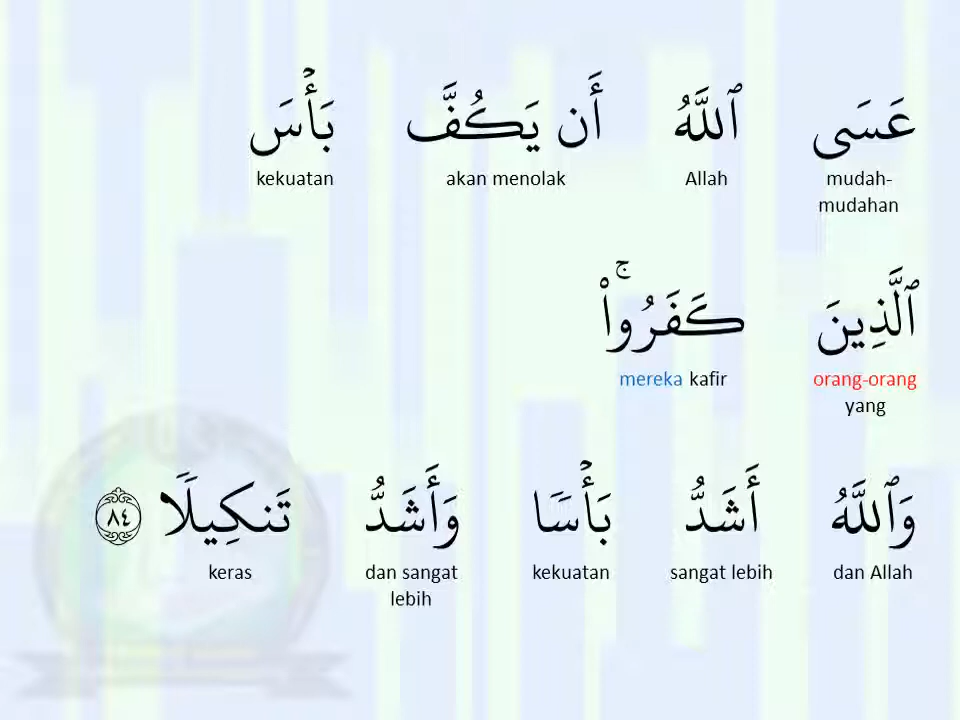 عَسَى ٱللَّهُ أَن يَكُفَّ بَأْسَ
mudah- Allah akan menolak kekuatan
mudahan
ٱلَّذِينَ كَفَرُوا۟ ۚ
orang-orang mereka kafir
yang
وَٱللَّهُ أَشَدُّ بَأْسًا وَأَشَدُّ تَنكِيلًا ٨٤
dan Allah sangat lebih kekuatan dan sangat keras
lebih